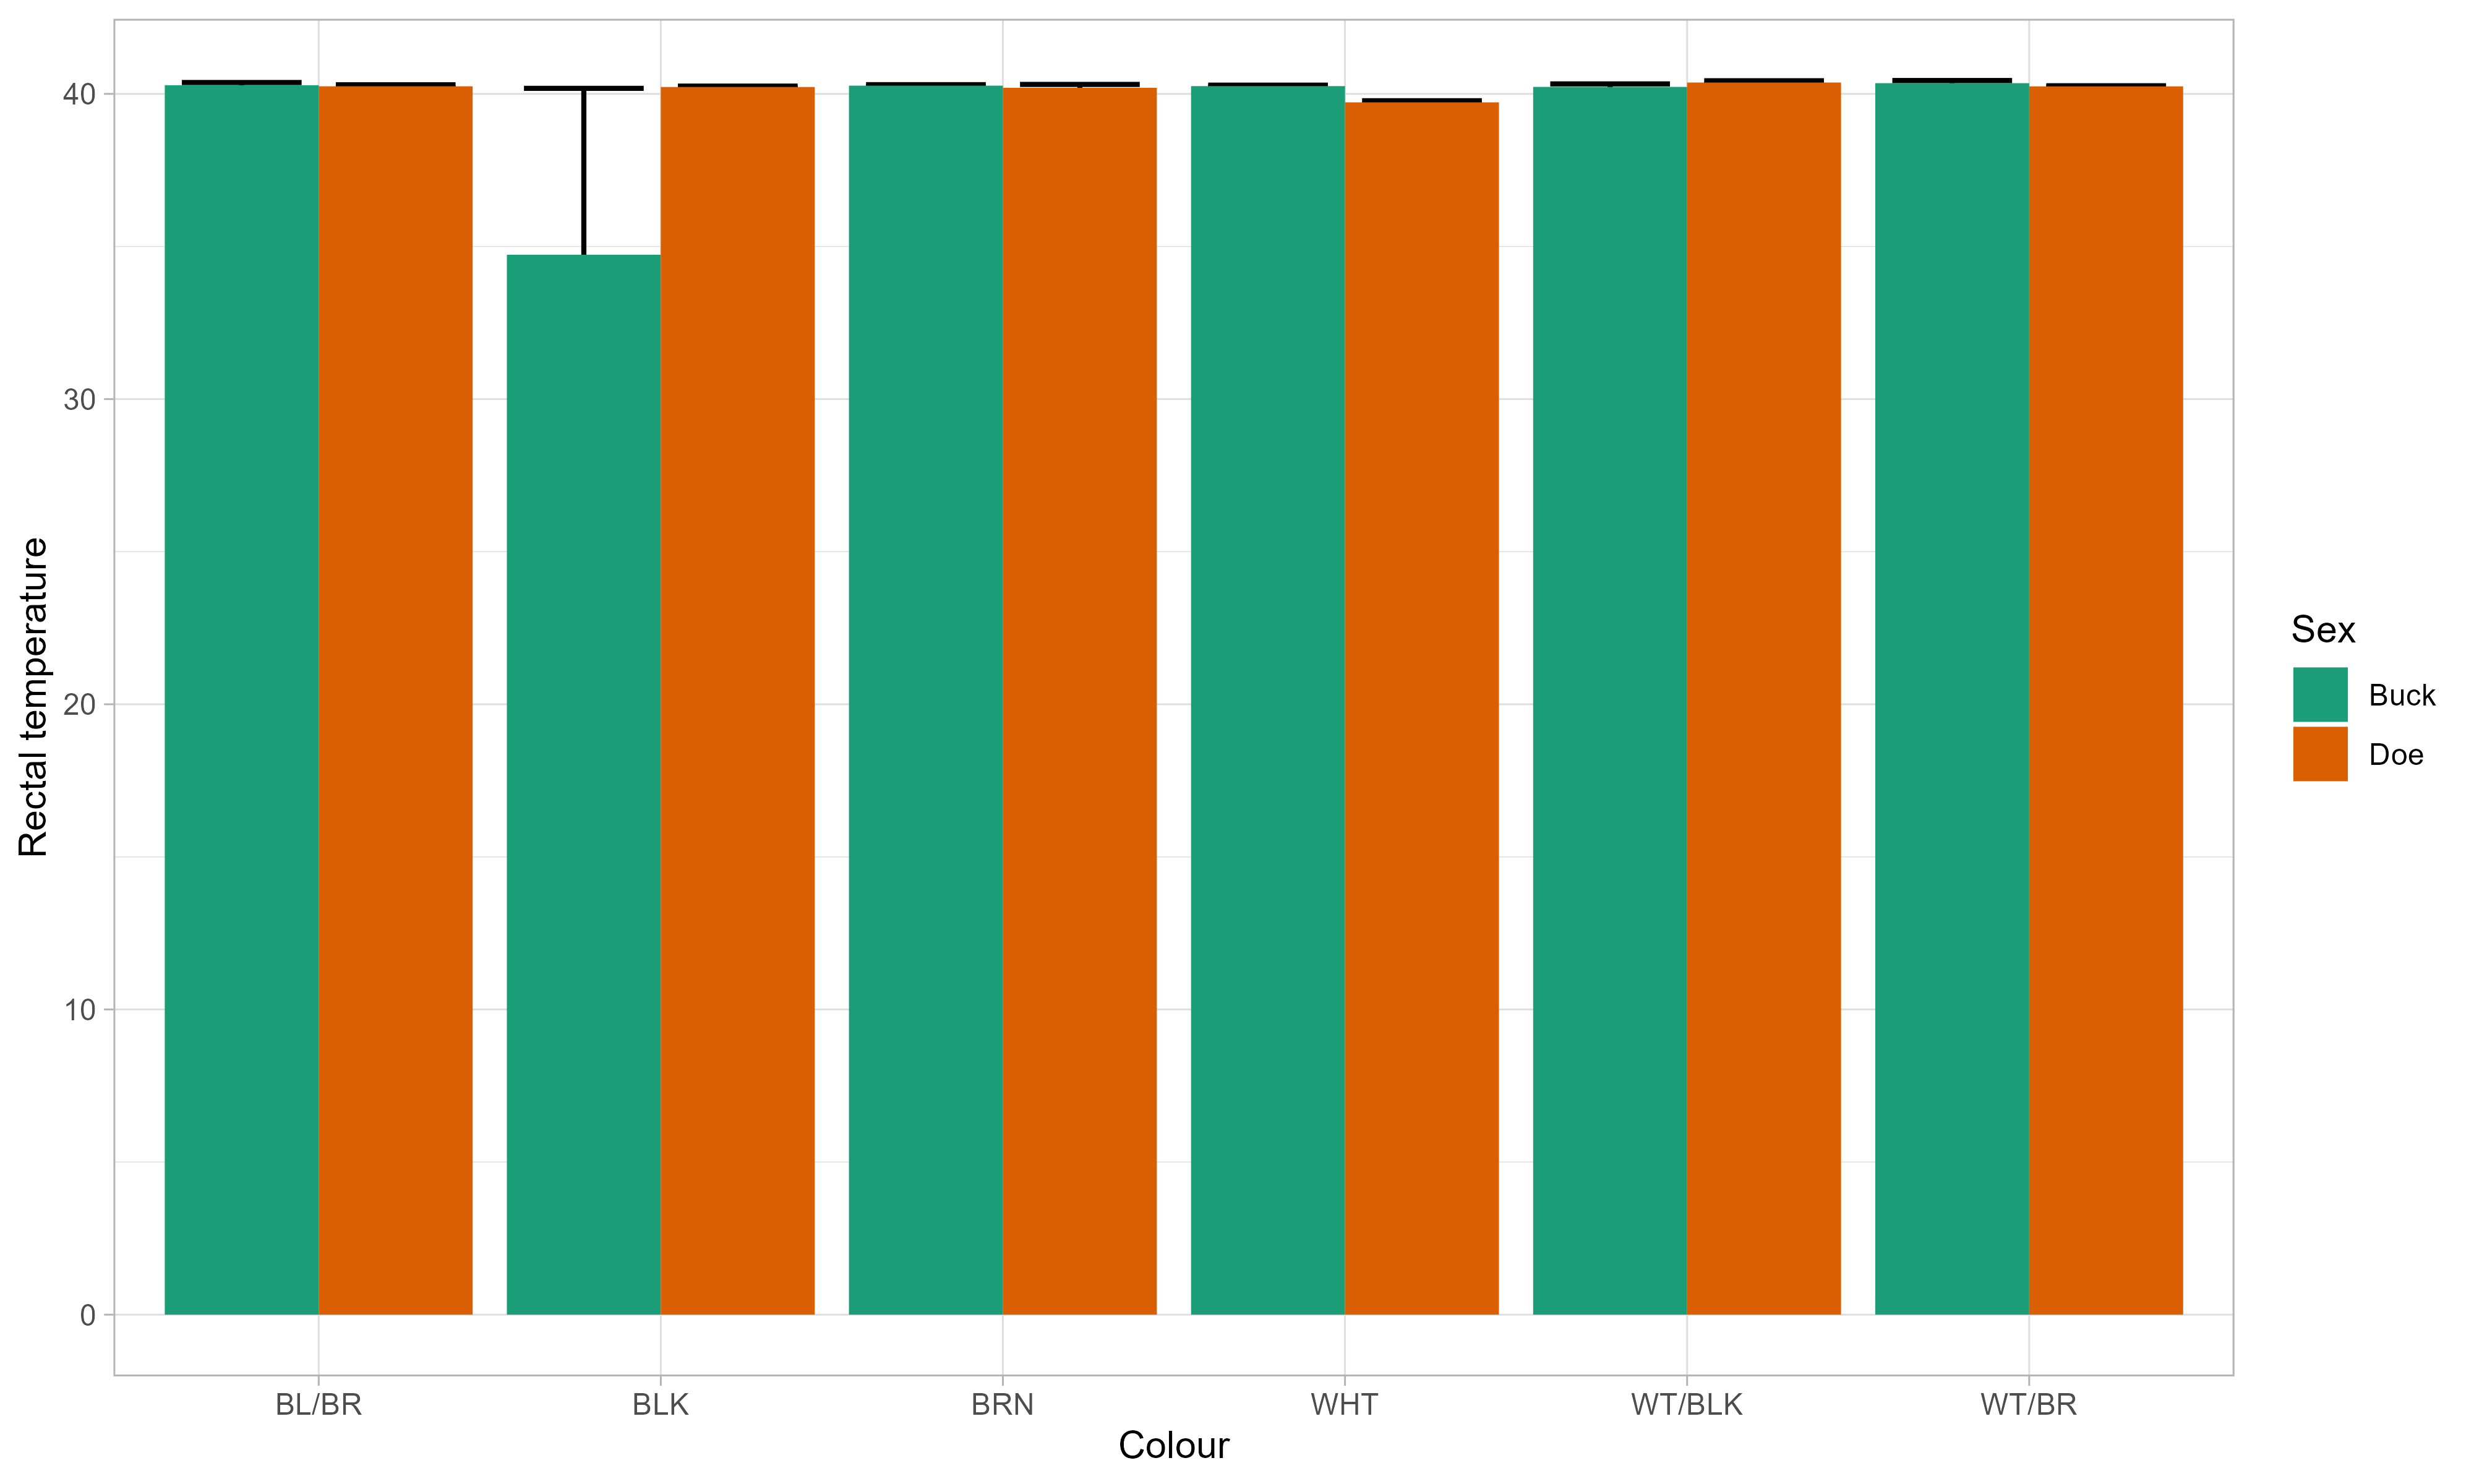 Rectal temperature
40
30
20
10
0
BL/BR
BLK
BRN
WHT
WT/BLK
WT/BR
Colour
Sex
Buck
Doe